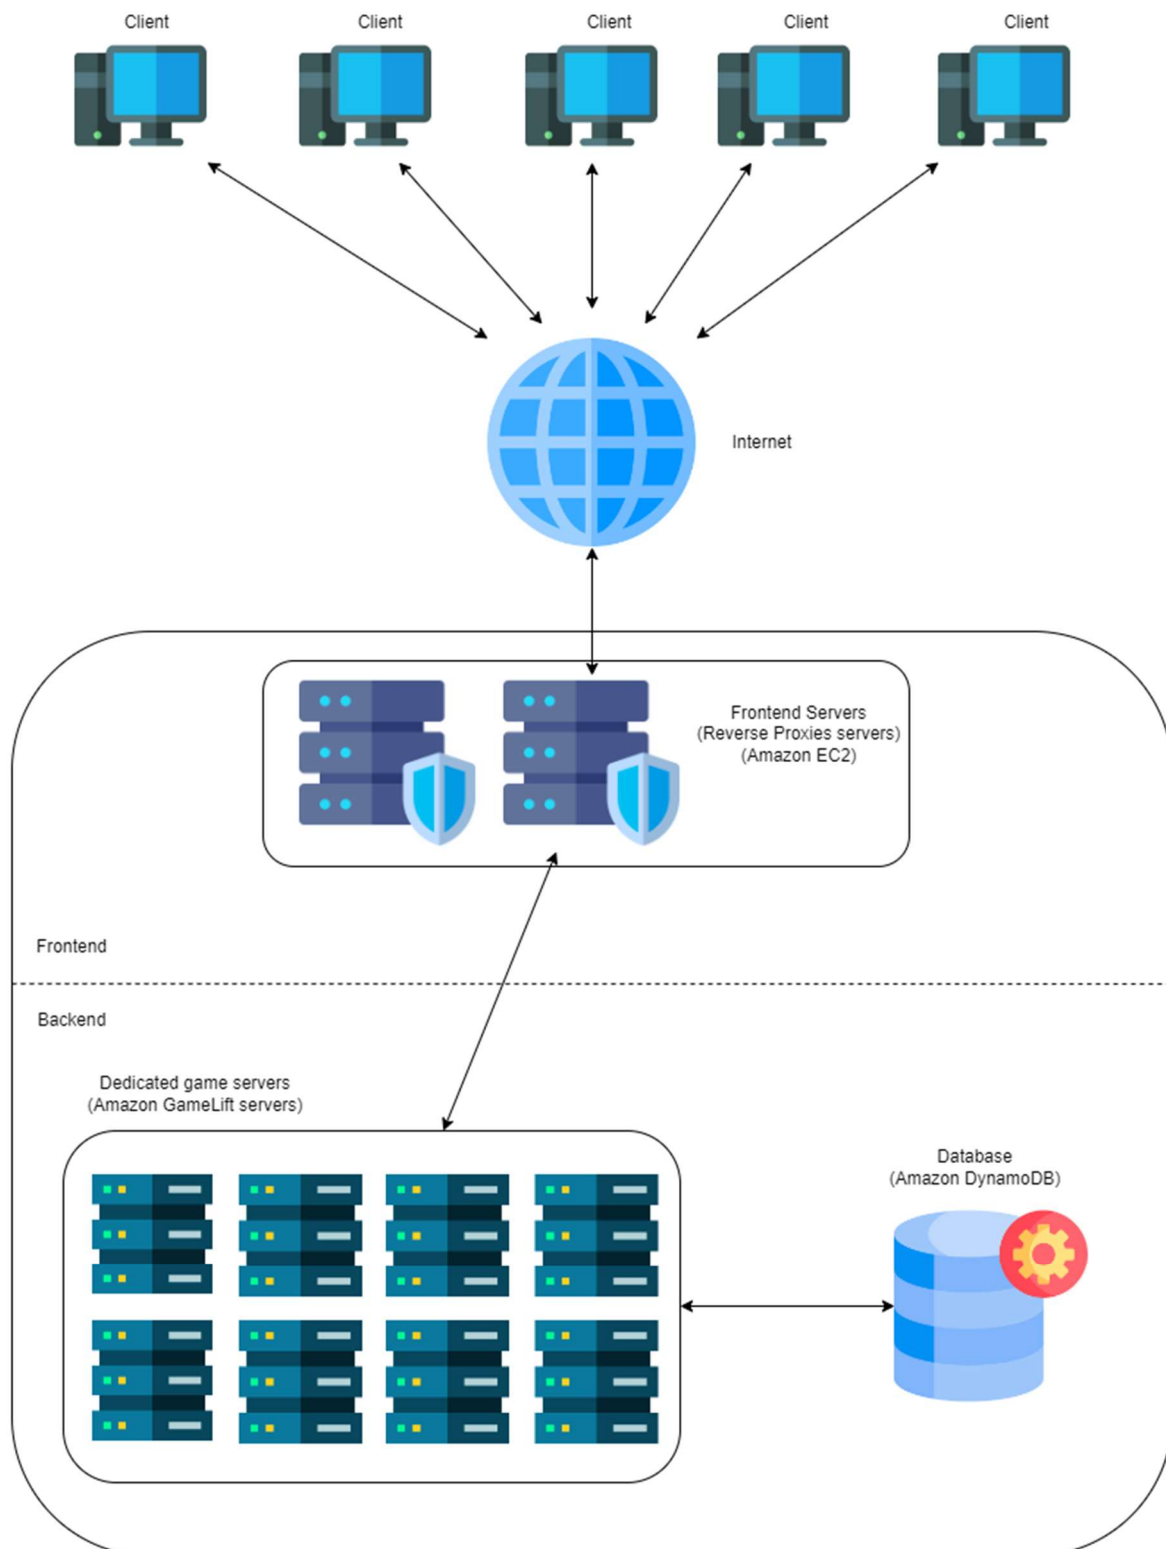 Client
Client
Client
Client
Client
Internet
Frontend Servers
(Reverse Proxies servers)
(Amazon EC2)
Frontend
Backend
Dedicated game servers
(Amazon GameLift servers)
Database
(Amazon DynamoDB)